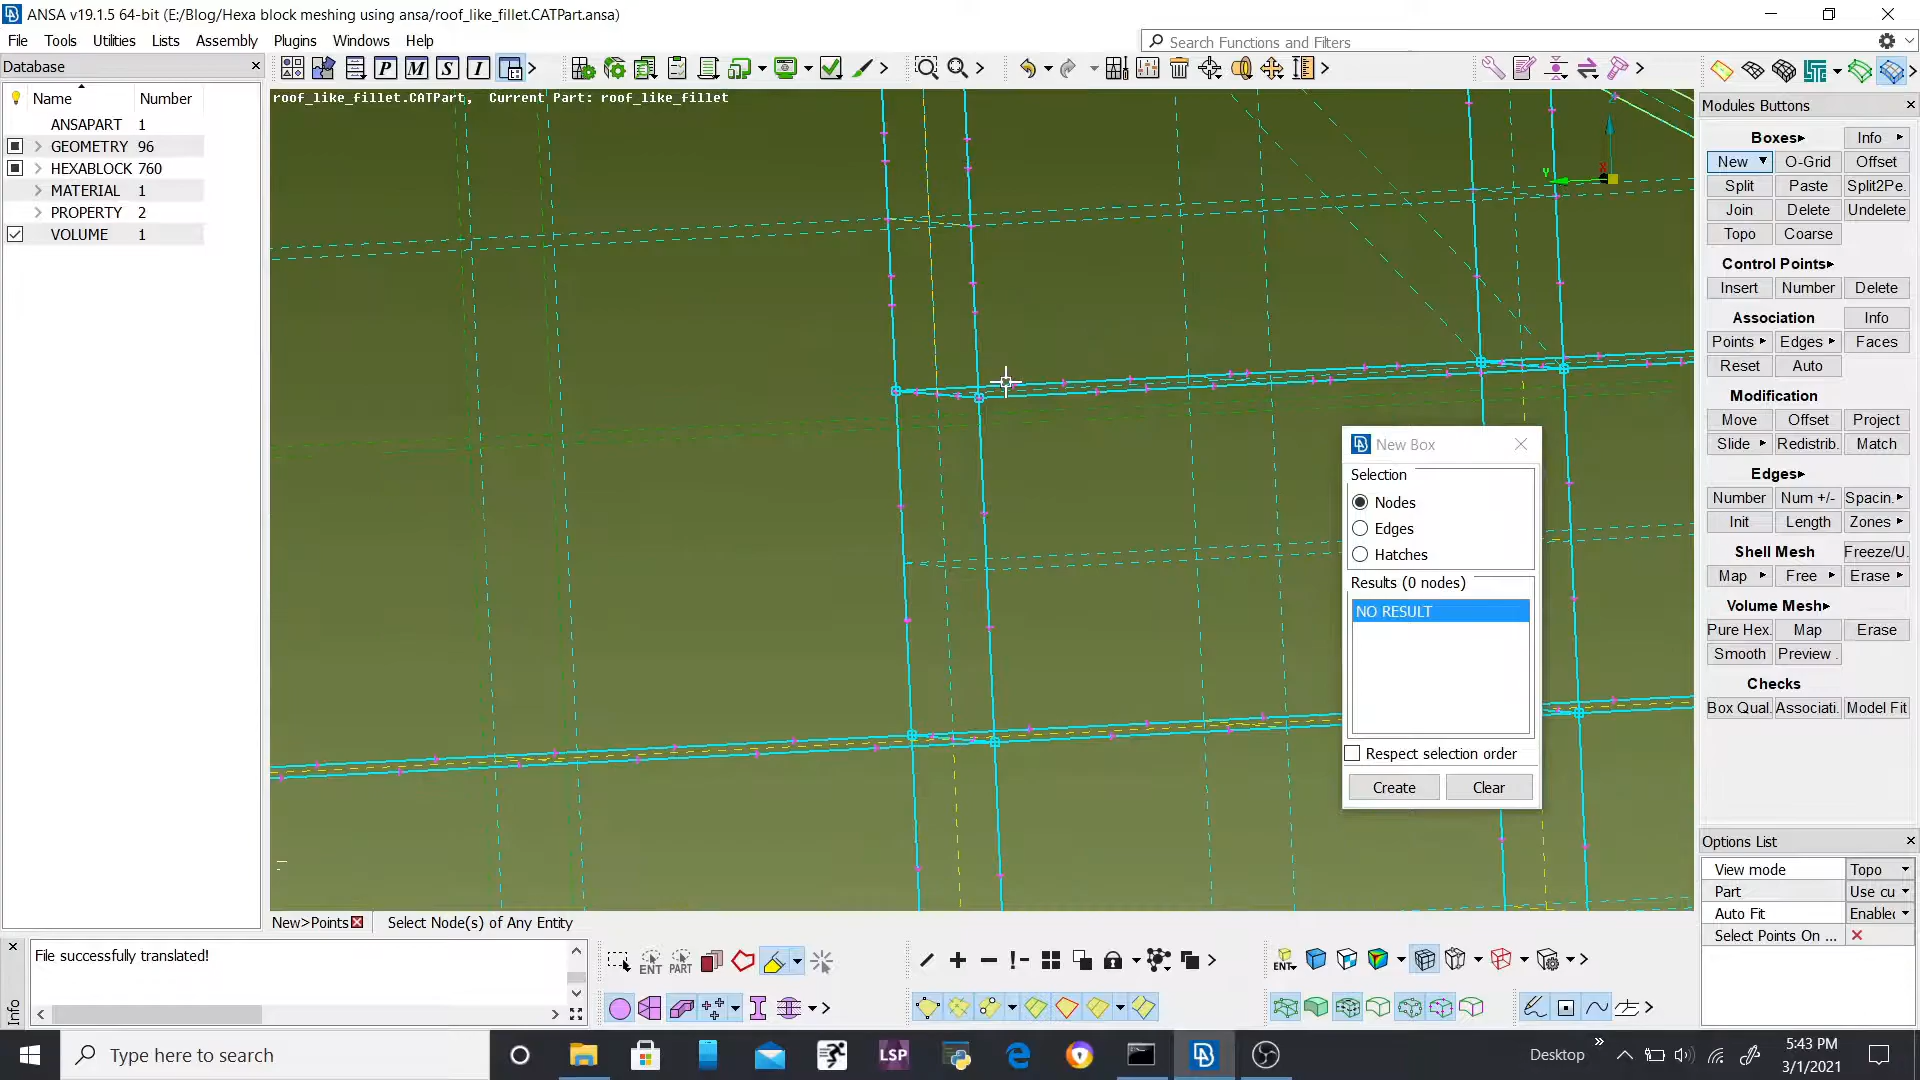 ANSA v19.1.5 64-bit (E:/Blog/Hexa block meshing using ansa/roof_like_fillet.CATPart.ansa)
File Tools Utilities Lists Assembly Plugins Windows Help
Search Functions and Filters
Database
P M S I
Name Number
ANSAPART 1
GEOMETRY 96
HEXABLOCK 760
MATERIAL 1
PROPERTY 2
VOLUME 1
roof_like_fillet.CATPart, Current Part: roof_like_fillet
Y X
New Box
Selection
Nodes
Edges
Hatches
Results (0 nodes)
NO RESULT
Respect selection order
Create Clear
Modules Buttons
Boxes Info
New O-Grid Offset
Split Paste Split2Pe.
Join Delete Undelete
Topo Coarse
Control Points
Insert Number Delete
Association Info
Points Edges Faces
Reset Auto
Modification
Move Offset Project
Slide Redistrib. Match
Edges
Number Num +/- Spacin.
Init Length Zones
Shell Mesh Freeze/U.
Map Free Erase
Volume Mesh
Pure Hex. Map Erase
Smooth Preview .
Checks
Box Qual. Associati. Model Fit
Options List
View mode Topo
Part Use cu
Auto Fit Enablec
Select Points On ...
New>Points Select Node(s) of Any Entity
Info
File successfully translated!
ENT PART
ENT
Type here to search
LSP
Desktop
5:43 PM
3/1/2021